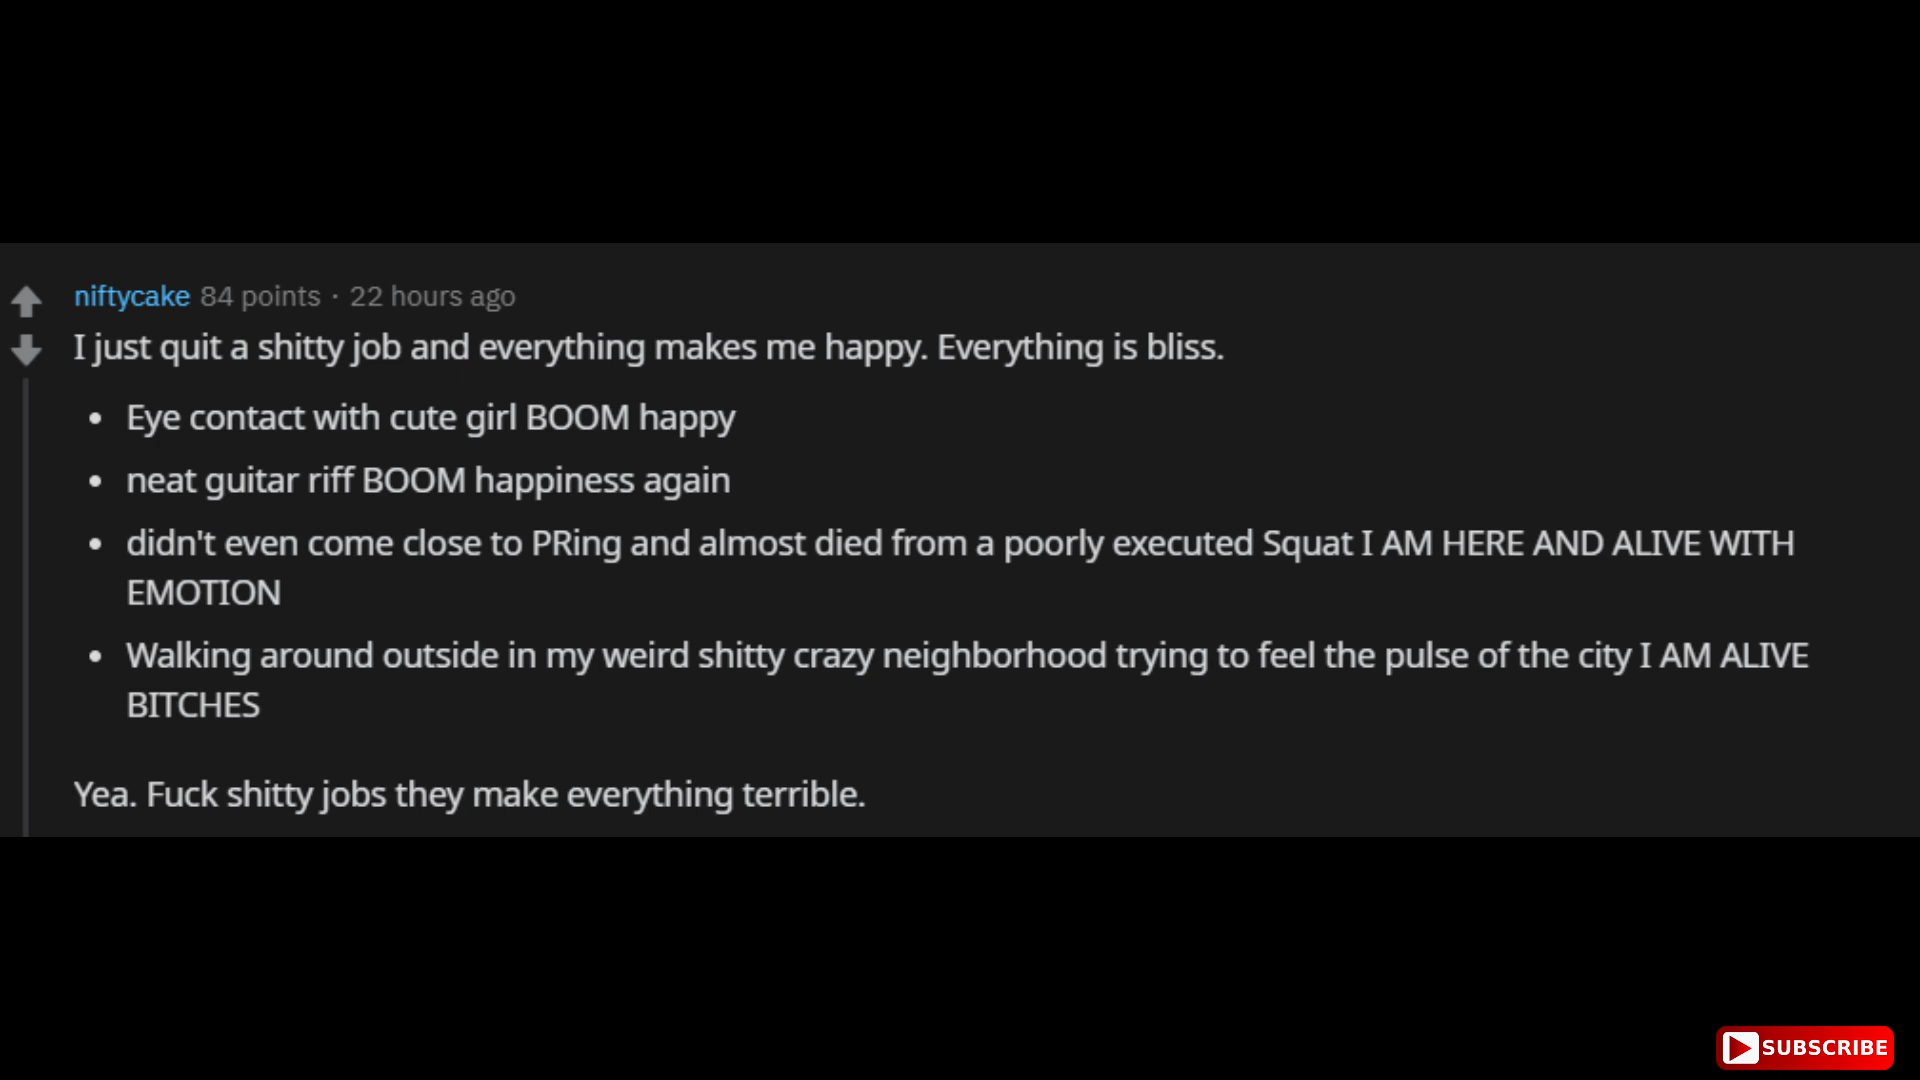 niftycake 84 points · 22 hours ago
I just quit a shitty job and everything makes me happy. Everything is bliss.
• Eye contact with cute girl BOOM happy
• neat guitar riff BOOM happiness again
• didn't even come close to PRing and almost died from a poorly executed Squat I AM HERE AND ALIVE WITH
EMOTION
• Walking around outside in my weird shitty crazy neighborhood trying to feel the pulse of the city I AM ALIVE
BITCHES
Yea. Fuck shitty jobs they make everything terrible.
SUBSCRIBE